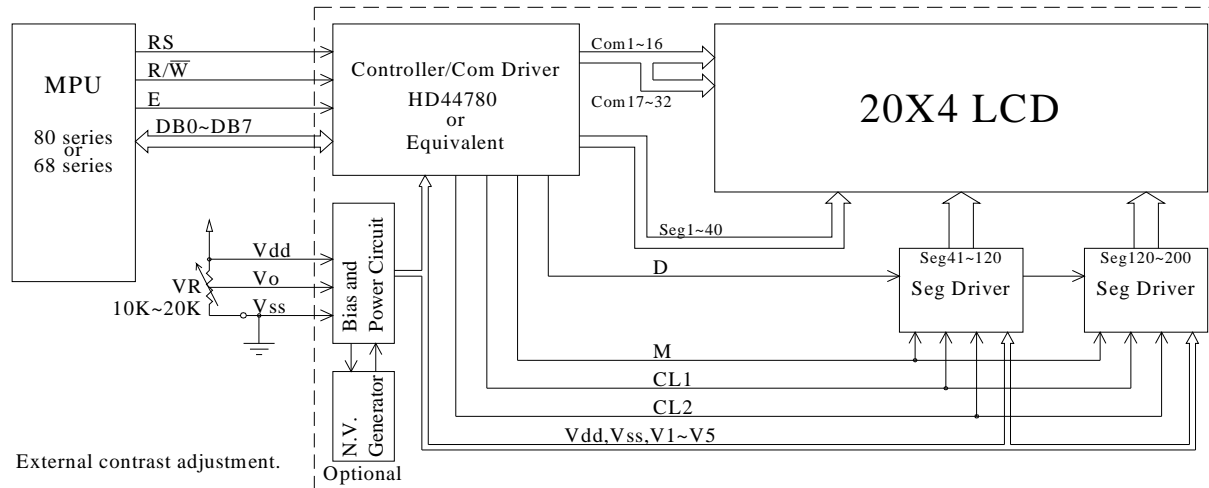 MPU
80 series
or
68 series
RS
R/W̅
E
DB0~DB7
Controller/Com Driver
HD44780
or
Equivalent
Com1~16
Com17~32
20X4 LCD
Seg1~40
D
Seg41~120
Seg Driver
Seg120~200
Seg Driver
Vdd
Vo
Vss
VR
10K~20K
Bias and
Power Circuit
N.V.
Generator
Optional
M
CL1
CL2
Vdd,Vss,V1~V5
External contrast adjustment.